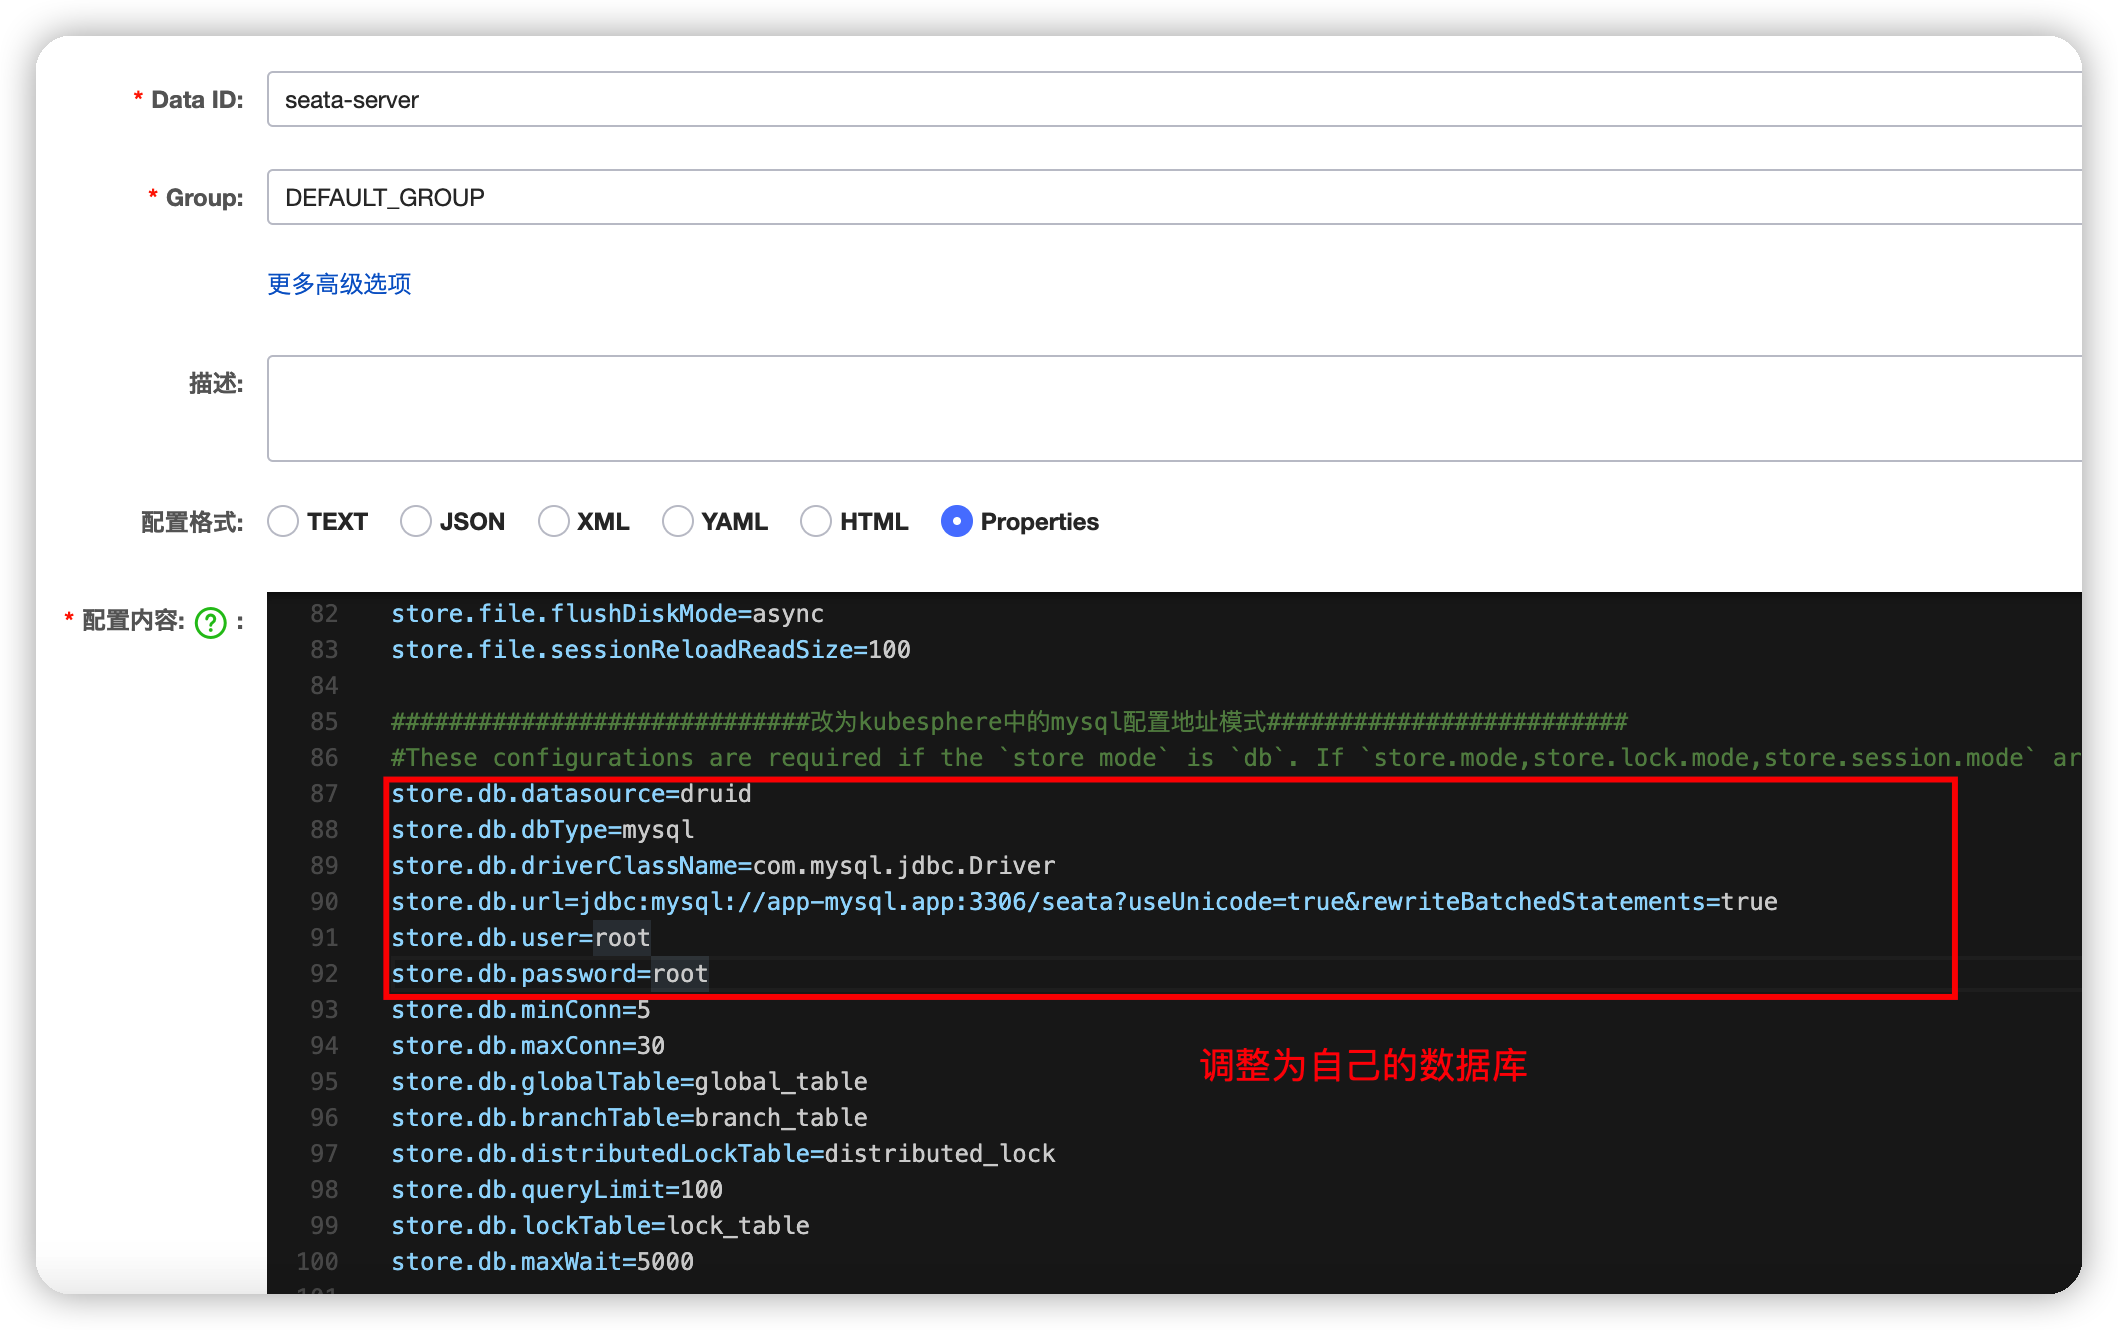 * Data ID: seata-server
* Group: DEFAULT_GROUP
更多高级选项
描述:
配置格式: TEXT JSON XML YAML HTML Properties
* 配置内容: ? :
82 store.file.flushDiskMode=async
83 store.file.sessionReloadReadSize=100
84
85 #############################改为kubesphere中的mysql配置地址模式#########################
86 #These configurations are required if the `store mode` is `db`. If `store.mode,store.lock.mode,store.session.mode` ar
87 store.db.datasource=druid
88 store.db.dbType=mysql
89 store.db.driverClassName=com.mysql.jdbc.Driver
90 store.db.url=jdbc:mysql://app-mysql.app:3306/seata?useUnicode=true&rewriteBatchedStatements=true
91 store.db.user=root
92 store.db.password=root
93 store.db.minConn=5
94 store.db.maxConn=30
调整为自己的数据库
95 store.db.globalTable=global_table
96 store.db.branchTable=branch_table
97 store.db.distributedLockTable=distributed_lock
98 store.db.queryLimit=100
99 store.db.lockTable=lock_table
100 store.db.maxWait=5000
101